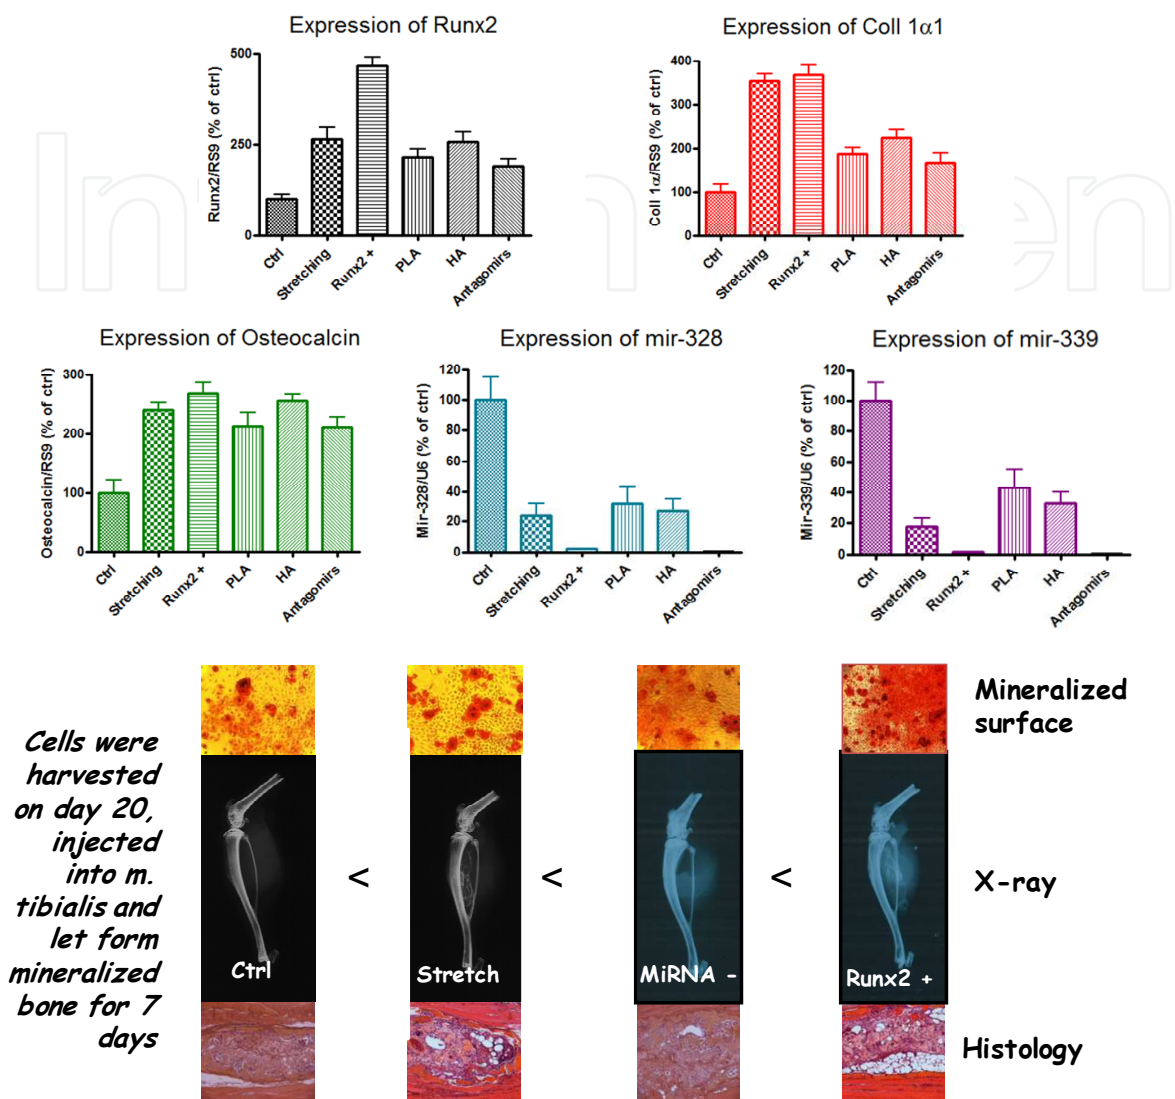 Expression of Runx2
Runx2/RS9 (% of ctrl)
500
250
0
Ctrl
Stretching
Runx2 +
PLA
HA
Antagomirs
Expression of Coll 1α1
Coll 1α/RS9 (% of ctrl)
400
300
200
100
0
Ctrl
Stretching
Runx2 +
PLA
HA
Antagomirs
Expression of Osteocalcin
Osteocalcin/RS9 (% of ctrl)
300
200
100
0
Ctrl
Stretching
Runx2 +
PLA
HA
Antagomirs
Expression of mir-328
Mir-328/U6 (% of ctrl)
120
100
80
60
40
20
0
Ctrl
Stretching
Runx2 +
PLA
HA
Antagomirs
Expression of mir-339
Mir-339/U6 (% of ctrl)
120
100
80
60
40
20
0
Ctrl
Stretching
Runx2 +
PLA
HA
Antagomirs
Mineralized
surface
Cells were
harvested
on day 20,
injected
into m.
tibialis and
let form
mineralized
bone for 7
days
Ctrl
<
Stretch
<
MiRNA -
<
Runx2 +
X-ray
Histology